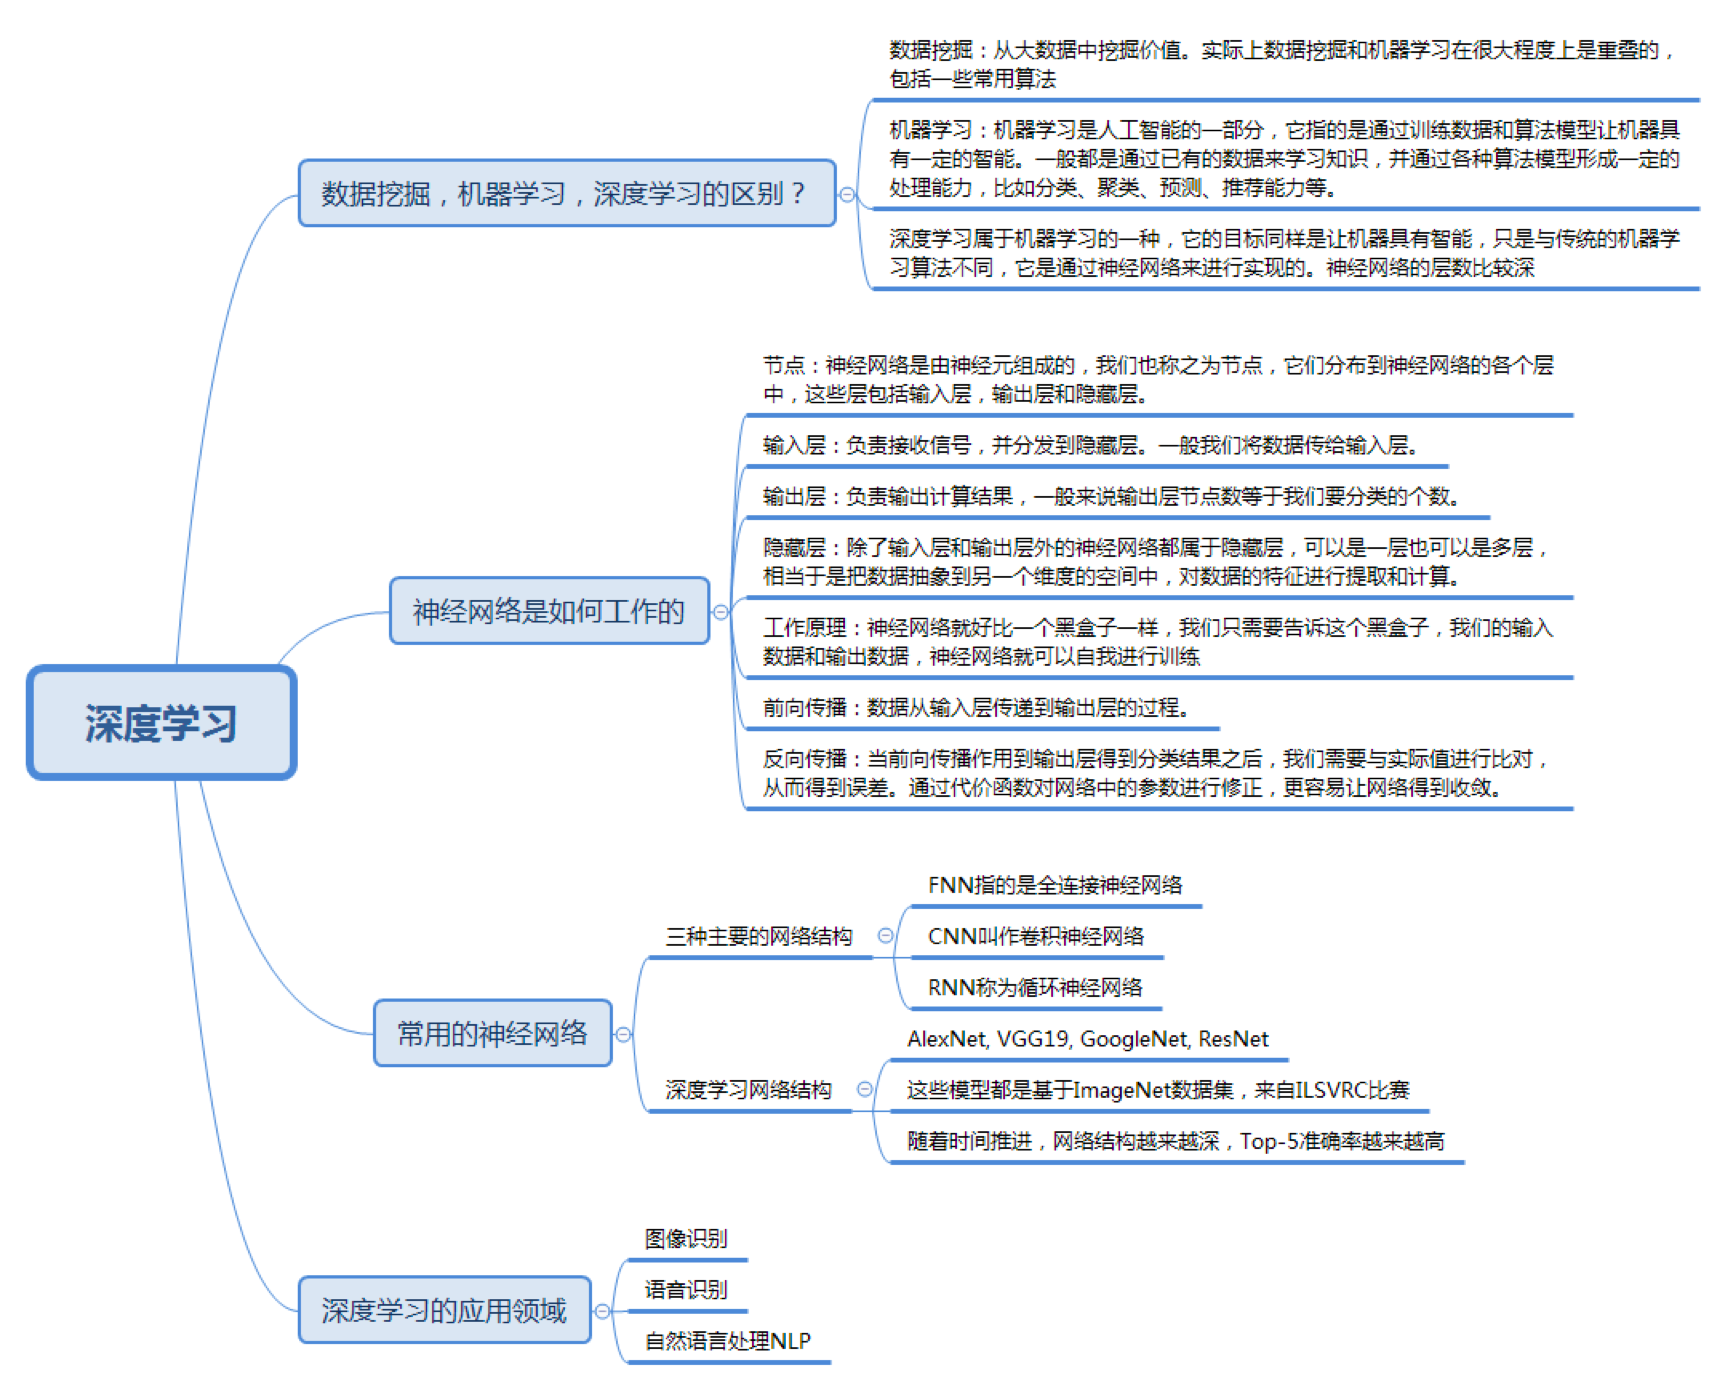 数据挖掘：从大数据中挖掘价值。实际上数据挖掘和机器学习在很大程度上是重叠的，
包括一些常用算法
机器学习：机器学习是人工智能的一部分，它指的是通过训练数据和算法模型让机器具
有一定的智能。一般都是通过已有的数据来学习知识，并通过各种算法模型形成一定的
处理能力，比如分类、聚类、预测、推荐能力等。
数据挖掘，机器学习，深度学习的区别？
深度学习属于机器学习的一种，它的目标同样是让机器具有智能，只是与传统的机器学
习算法不同，它是通过神经网络来进行实现的。神经网络的层数比较深
节点：神经网络是由神经元组成的，我们也称之为节点，它们分布到神经网络的各个层
中，这些层包括输入层，输出层和隐藏层。
输入层：负责接收信号，并分发到隐藏层。一般我们将数据传给输入层。
输出层：负责输出计算结果，一般来说输出层节点数等于我们要分类的个数。
隐藏层：除了输入层和输出层外的神经网络都属于隐藏层，可以是一层也可以是多层，
相当于是把数据抽象到另一个维度的空间中，对数据的特征进行提取和计算。
神经网络是如何工作的
工作原理：神经网络就好比一个黑盒子一样，我们只需要告诉这个黑盒子，我们的输入
数据和输出数据，神经网络就可以自我进行训练
前向传播：数据从输入层传递到输出层的过程。
反向传播：当前向传播作用到输出层得到分类结果之后，我们需要与实际值进行比对，
从而得到误差。通过代价函数对网络中的参数进行修正，更容易让网络得到收敛。
深度学习
FNN指的是全连接神经网络
三种主要的网络结构
CNN叫作卷积神经网络
RNN称为循环神经网络
常用的神经网络
AlexNet, VGG19, GoogleNet, ResNet
深度学习网络结构
这些模型都是基于ImageNet数据集，来自ILSVRC比赛
随着时间推进，网络结构越来越深，Top-5准确率越来越高
图像识别
深度学习的应用领域
语音识别
自然语言处理NLP